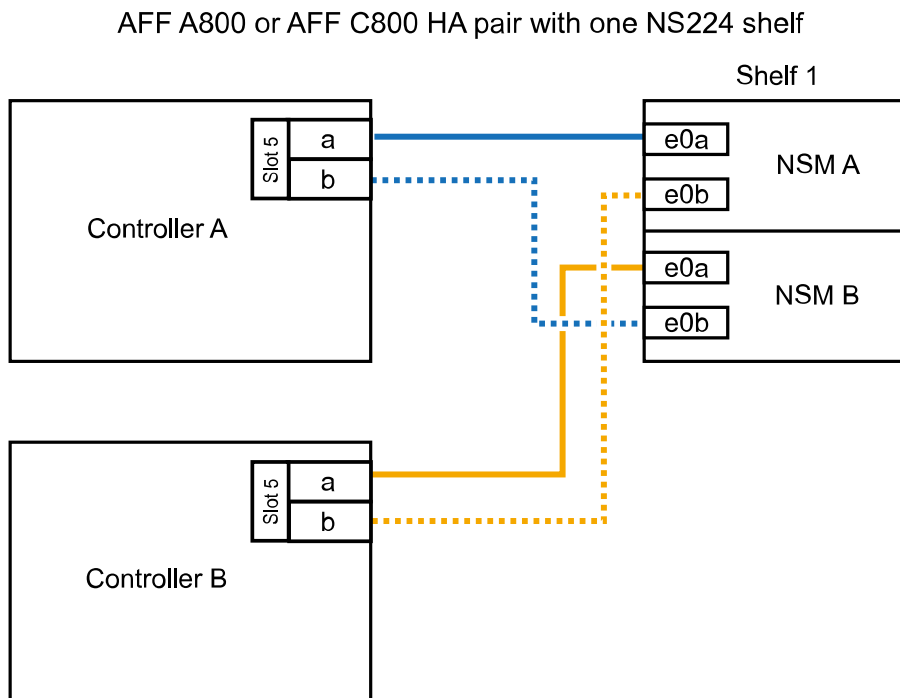 AFF A800 or AFF C800 HA pair with one NS224 shelf
Shelf 1
Controller A
Slot 5
a
b
e0a
e0b
NSM A
e0a
e0b
NSM B
Controller B
Slot 5
a
b